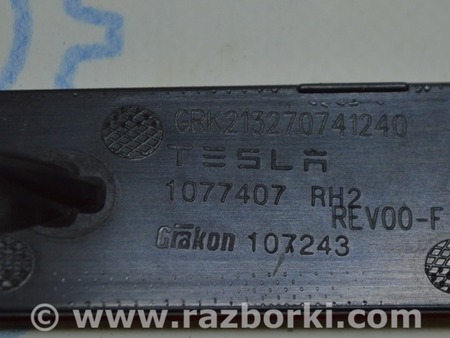 GRK213270741240
TESLA
1077407 RH2
REV00-F
Grakon 107243
© - www.razborki.com